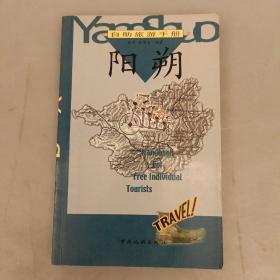 Yangshuo
自助旅游手册
阳朔
Handbook
for
Free Individual
Tourists
TRAVEL!